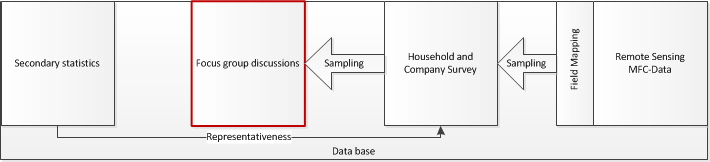 Secondary statistics
Focus group discussions
Sampling
Household and
Company Survey
Sampling
Field Mapping
Remote Sensing
MFC-Data
Representativeness
Data base